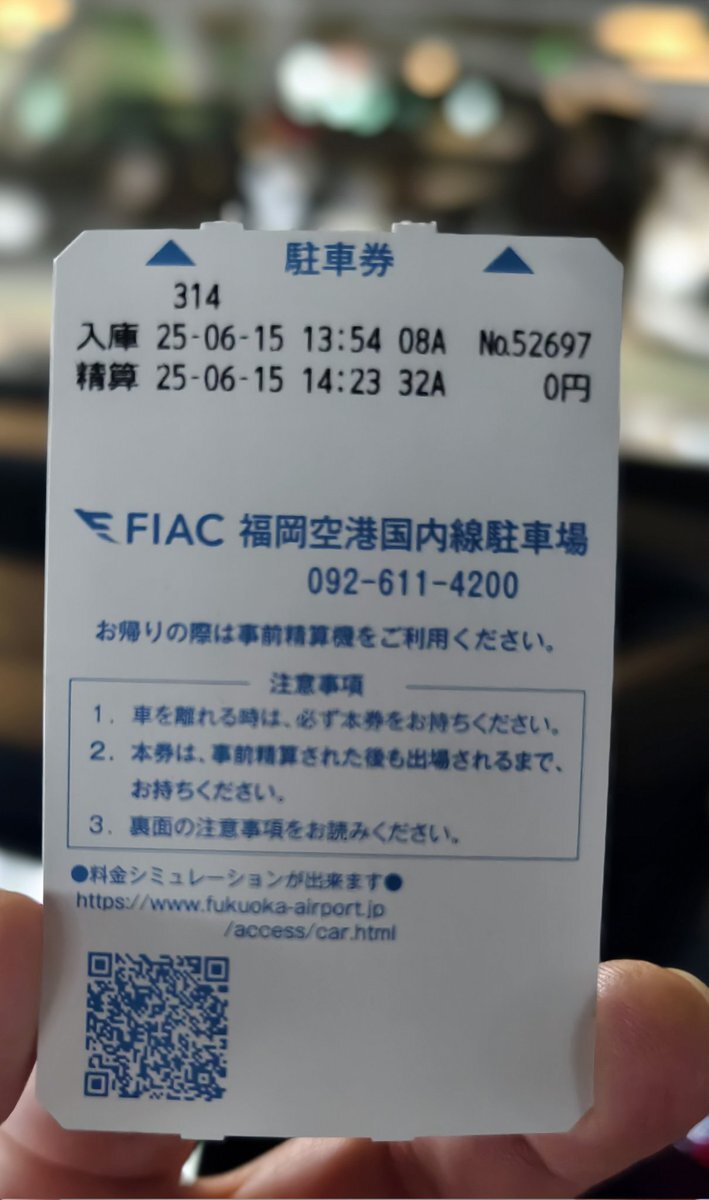 駐車券
314
入庫 25-06-15 13:54 08A No.52697
精算 25-06-15 14:23 32A 0円
FIAC 福岡空港国内線駐車場
092-611-4200
お帰りの際は事前精算機をご利用ください。
注意事項
1. 車を離れる時は、必ず本券をお持ちください。
2. 本券は、事前精算された後も出場されるまで、
お持ちください。
3. 裏面の注意事項をお読みください。
●料金シミュレーションが出来ます●
https://www.fukuoka-airport.jp
/access/car.html